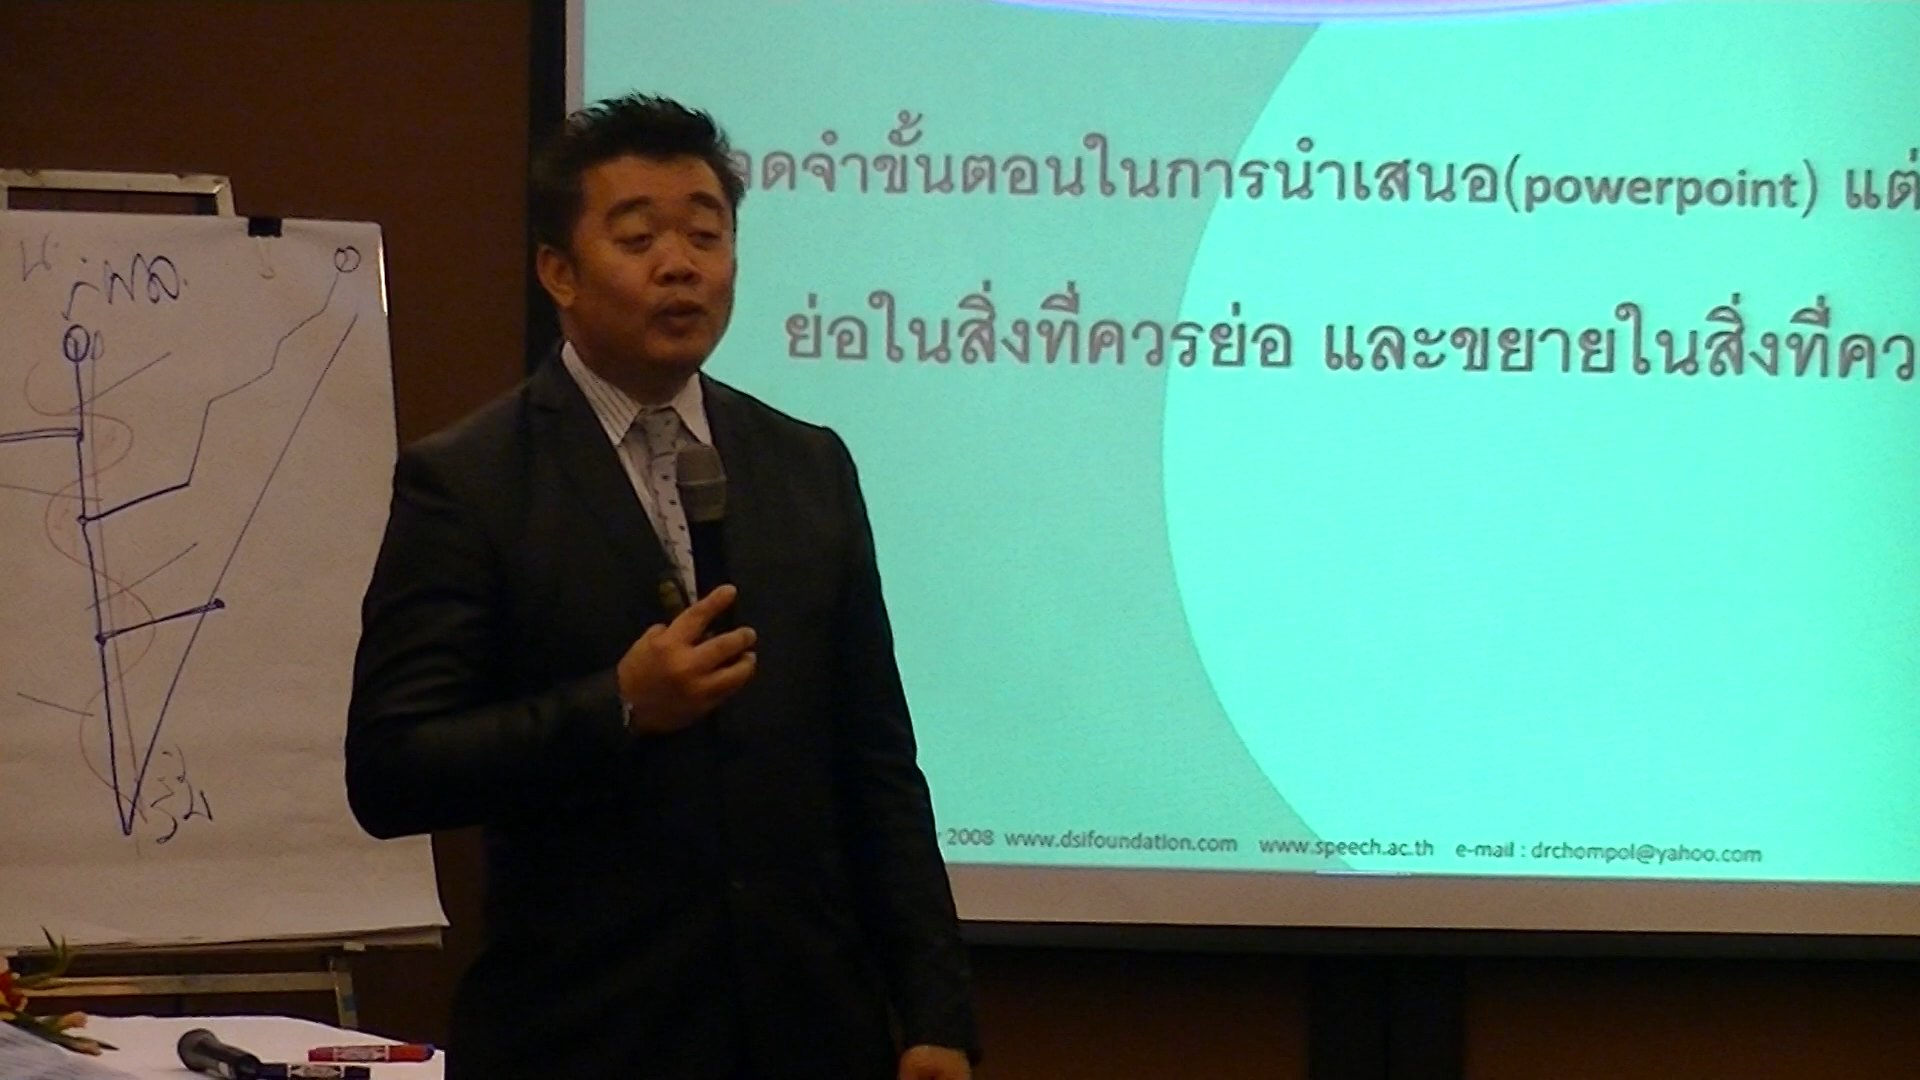 จดจำขั้นตอนในการนำเสนอ(powerpoint) แต่
ย่อในสิ่งที่ควรย่อ และขยายในสิ่งที่คว
2008 www.dsifoundation.com www.speech.ac.th e-mail : drchompol@yahoo.com